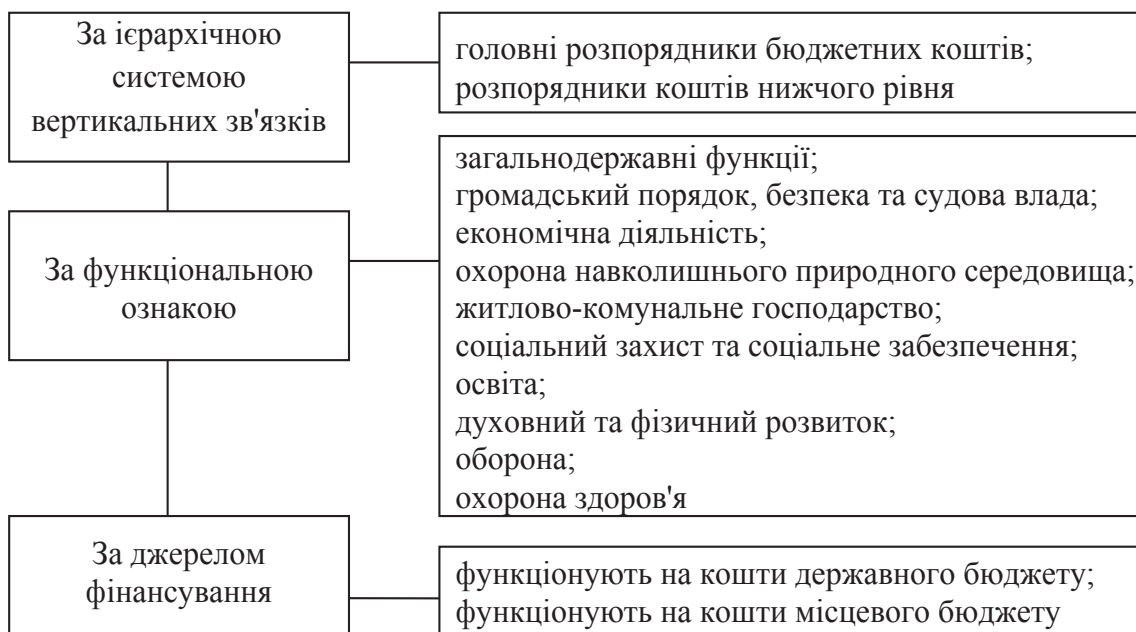 За ієрархічною
системою
вертикальних зв'язків
головні розпорядники бюджетних коштів;
розпорядники коштів нижчого рівня
За функціональною
ознакою
загальнодержавні функції;
громадський порядок, безпека та судова влада;
економічна діяльність;
охорона навколишнього природного середовища;
житлово-комунальне господарство;
соціальний захист та соціальне забезпечення;
освіта;
духовний та фізичний розвиток;
оборона;
охорона здоров'я
За джерелом
фінансування
функціонують на кошти державного бюджету;
функціонують на кошти місцевого бюджету